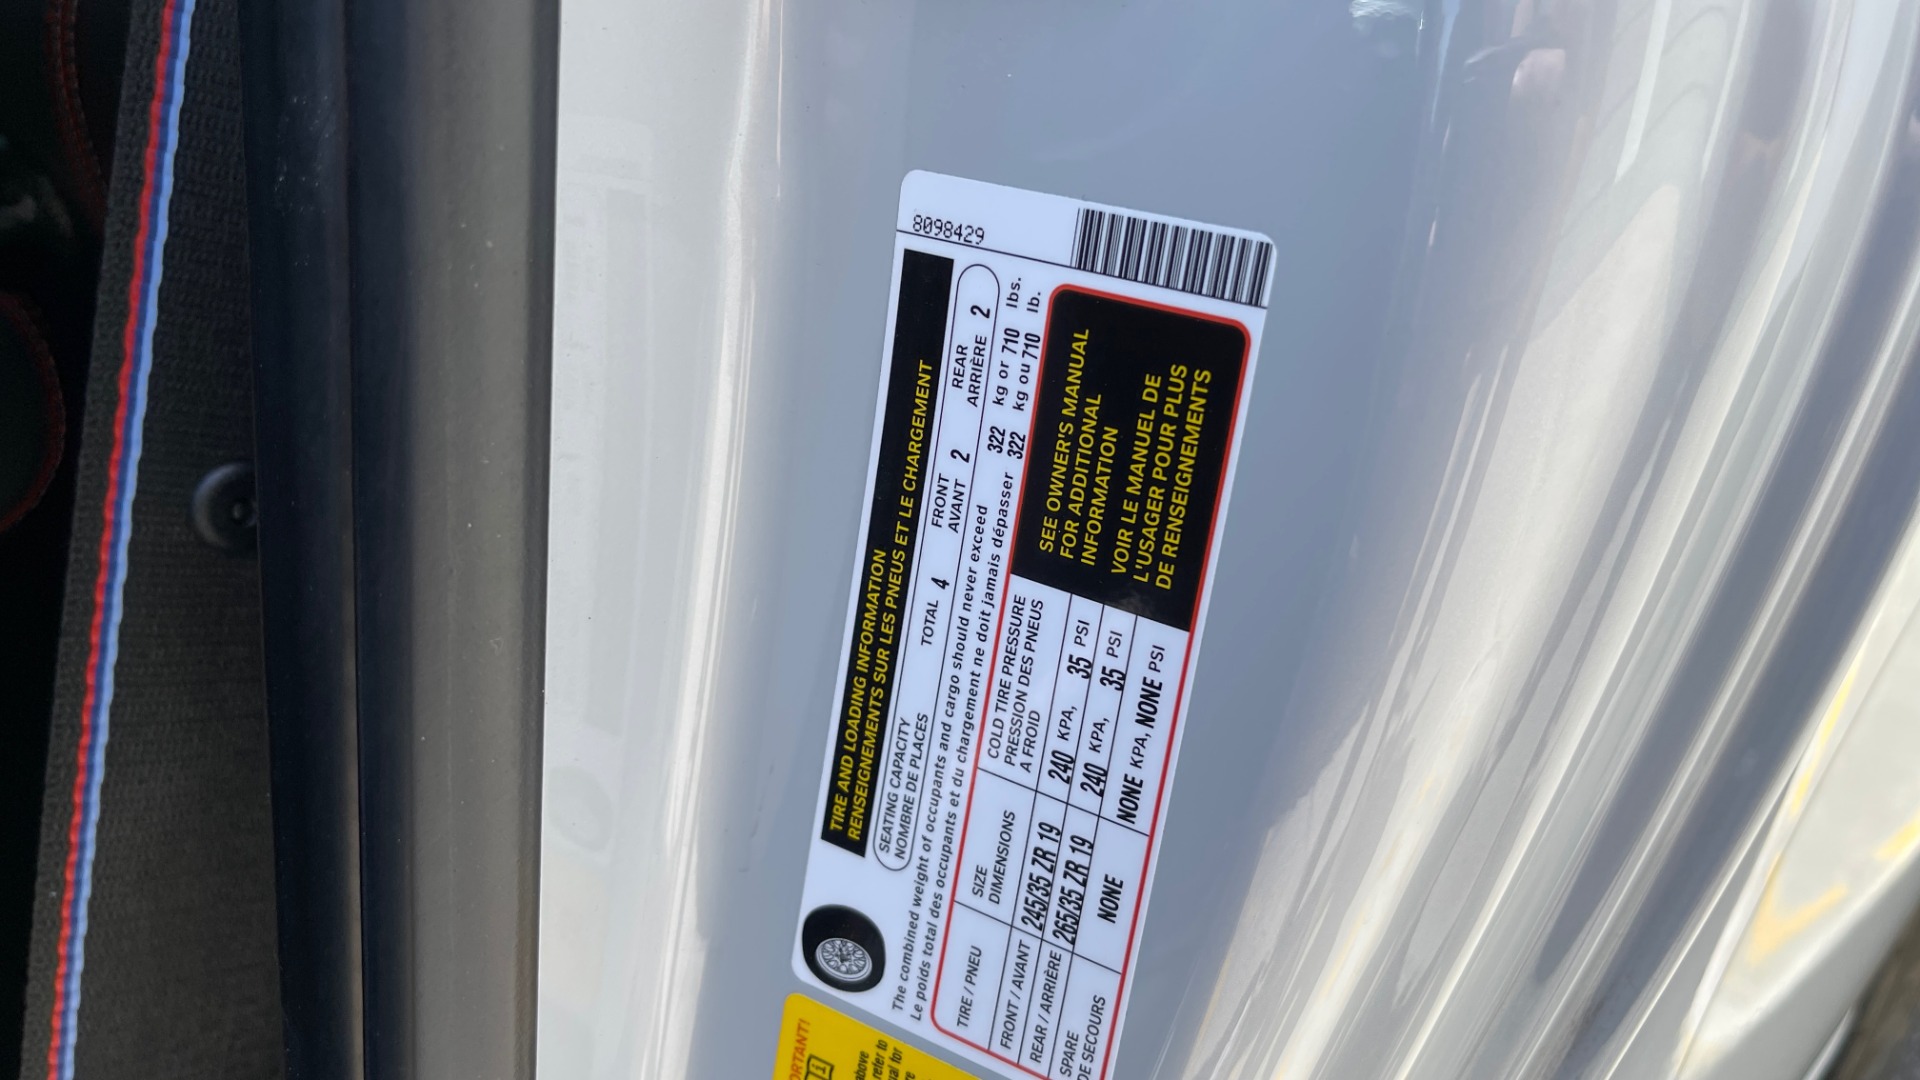 8098429
TIRE AND LOADING INFORMATION
RENSEIGNEMENTS SUR LES PNEUS ET LE CHARGEMENT
SEATING CAPACITY
NOMBRE DE PLACES
TOTAL 4
FRONT
AVANT 2
REAR
ARRIÈRE 2
The combined weight of occupants and cargo should never exceed 322 kg or 710 lbs.
Le poids total des occupants et du chargement ne doit jamais dépasser 322 kg ou 710 lb.
TIRE / PNEU
SIZE
DIMENSIONS
COLD TIRE PRESSURE
PRESSION DES PNEUS
A FROID
FRONT / AVANT 245/35 ZR 19 240 KPA, 35 PSI
REAR / ARRIÈRE 265/35 ZR 19 240 KPA, 35 PSI
SPARE
DE SECOURS
NONE NONE KPA, NONE PSI
SEE OWNER'S MANUAL
FOR ADDITIONAL
INFORMATION
VOIR LE MANUEL DE
L'USAGER POUR PLUS
DE RENSEIGNEMENTS
ORTANT!
above
refer to